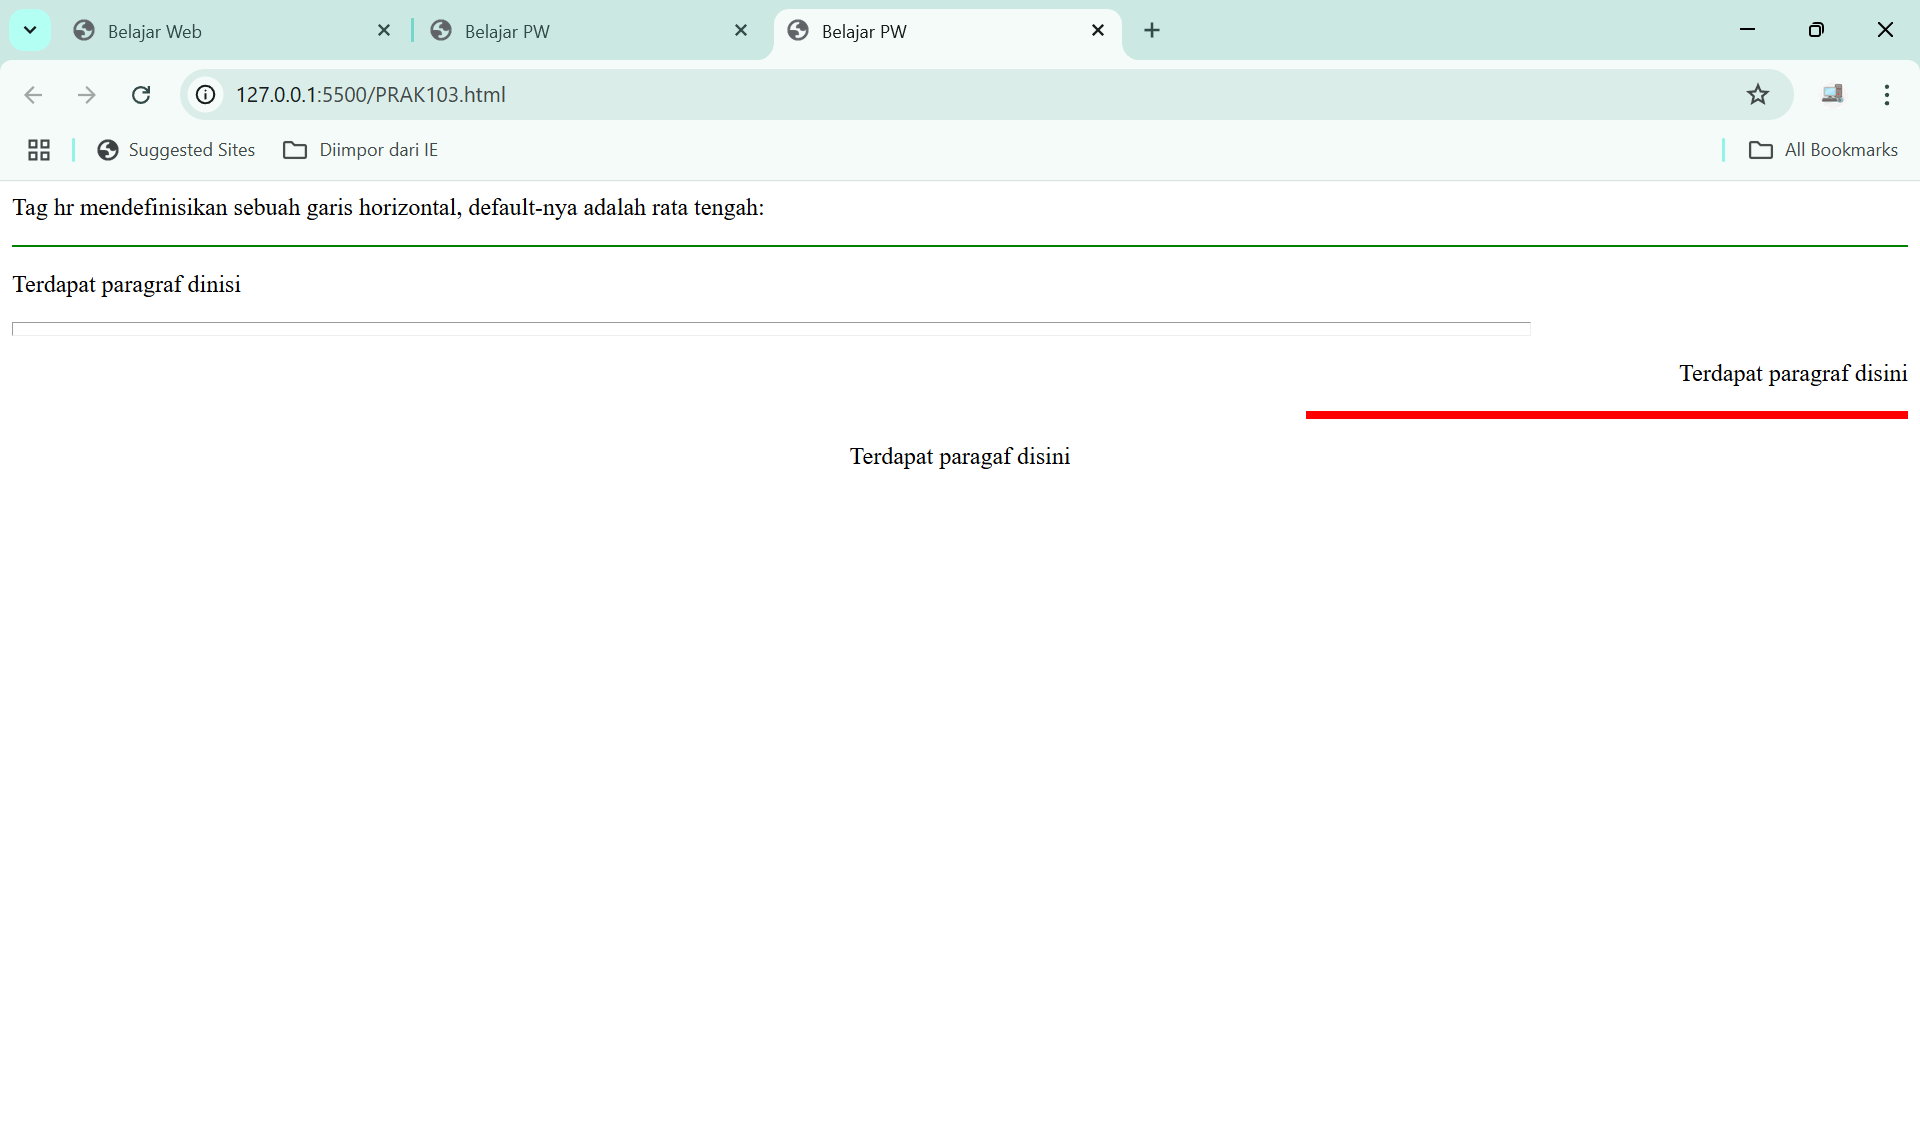 Belajar Web
Belajar PW
Belajar PW
127.0.0.1:5500/PRAK103.html
Suggested Sites
Diimpor dari IE
All Bookmarks
Tag hr mendefinisikan sebuah garis horizontal, default-nya adalah rata tengah:
Terdapat paragraf dinisi
Terdapat paragraf disini
Terdapat paragaf disini